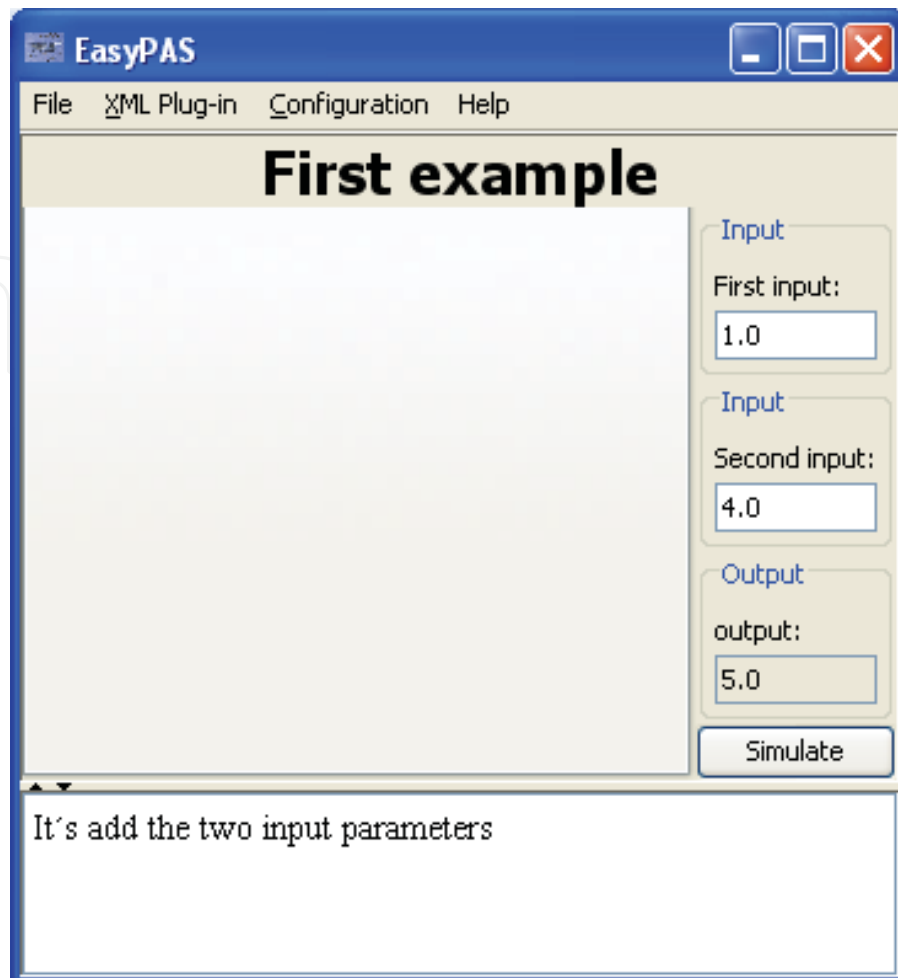 EasyPAS
File XML Plug-in Configuration Help
First example
Input
First input:
1.0
Input
Second input:
4.0
Output
output:
5.0
Simulate
It´s add the two input parameters